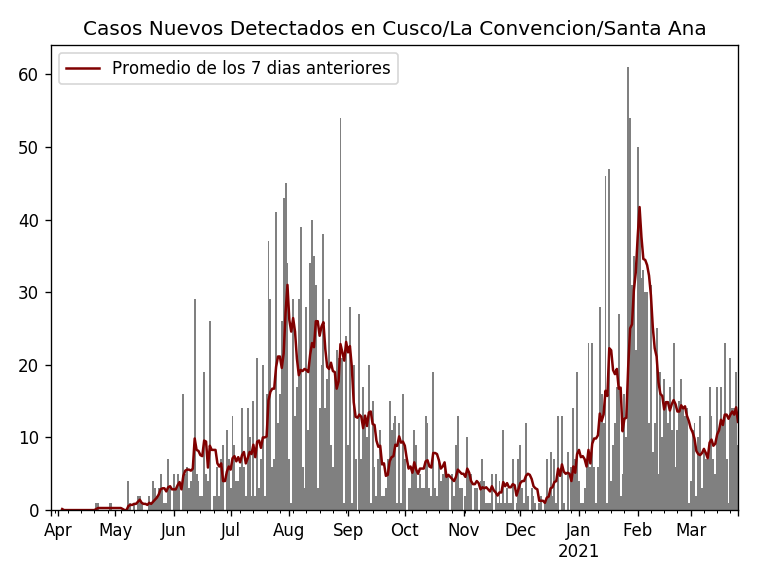 Casos Nuevos Detectados en Cusco/La Convencion/Santa Ana
Promedio de los 7 dias anteriores
60
50
40
30
20
10
0
Apr May Jun Jul Aug Sep Oct Nov Dec Jan Feb Mar
2021